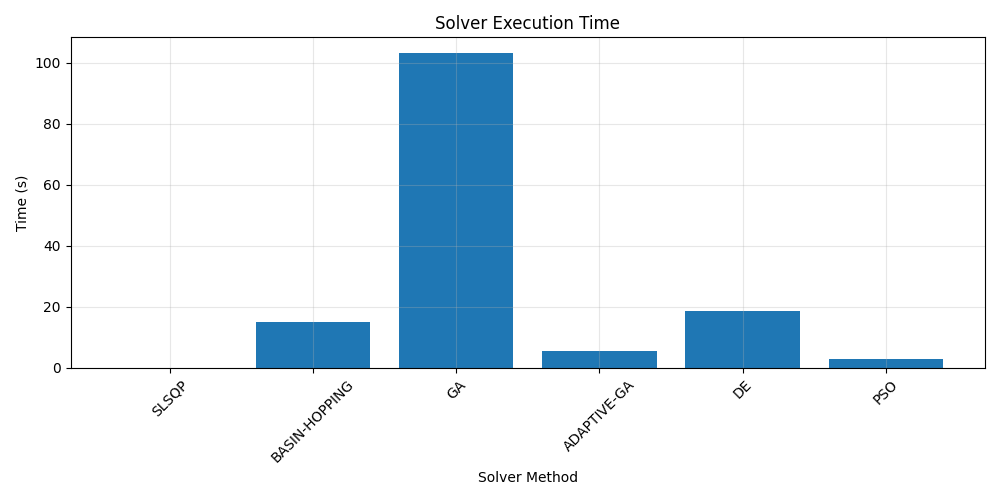 Solver Execution Time
Time (s)
100
80
60
40
20
0
SLSQP
BASIN-HOPPING
GA
ADAPTIVE-GA
DE
PSO
Solver Method